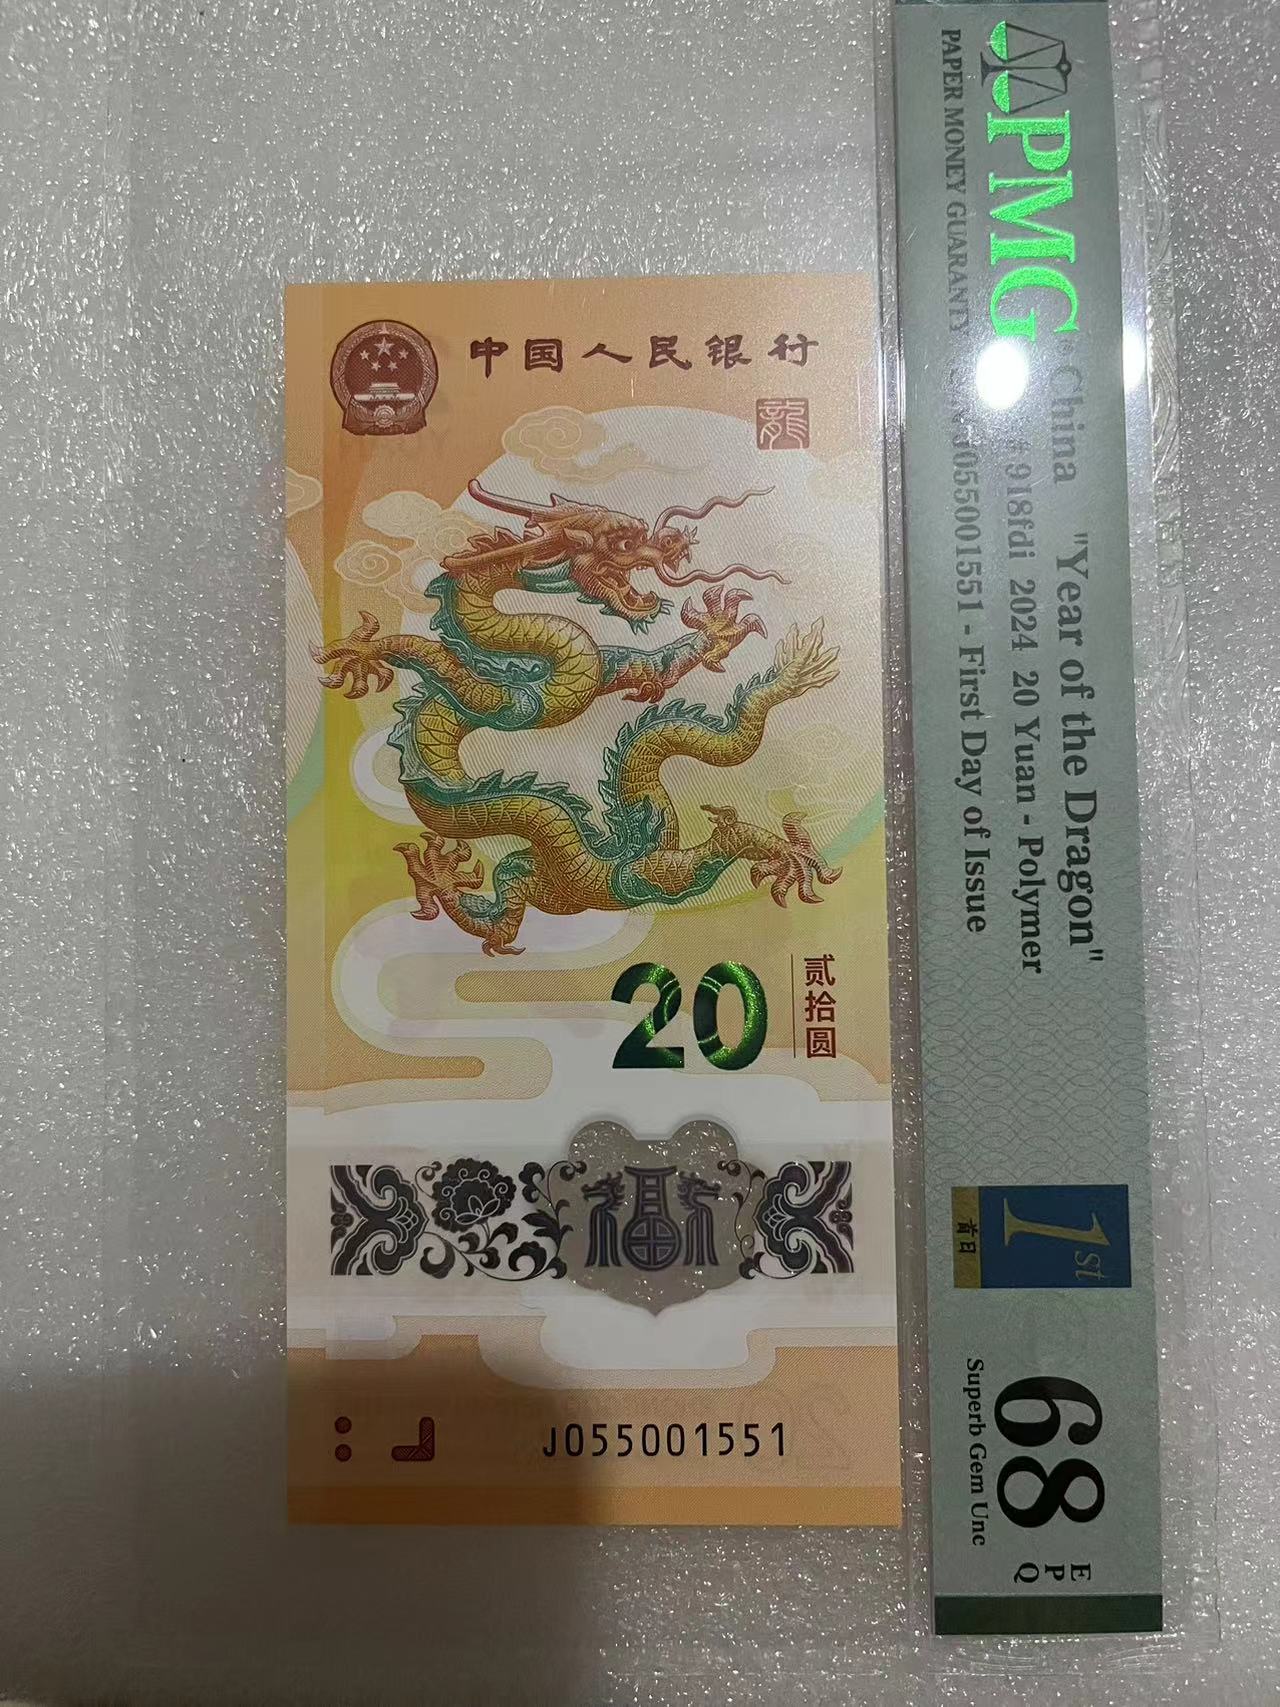 中国人民银行
龍
20
贰拾圆
J055001551
PMG
PAPER MONEY GUARANTY
China "Year of the Dragon"
#918fdi 2024 20 Yuan - Polymer
J055001551 - First Day of Issue
1st
首日
68 EPQ
Superb Gem Unc